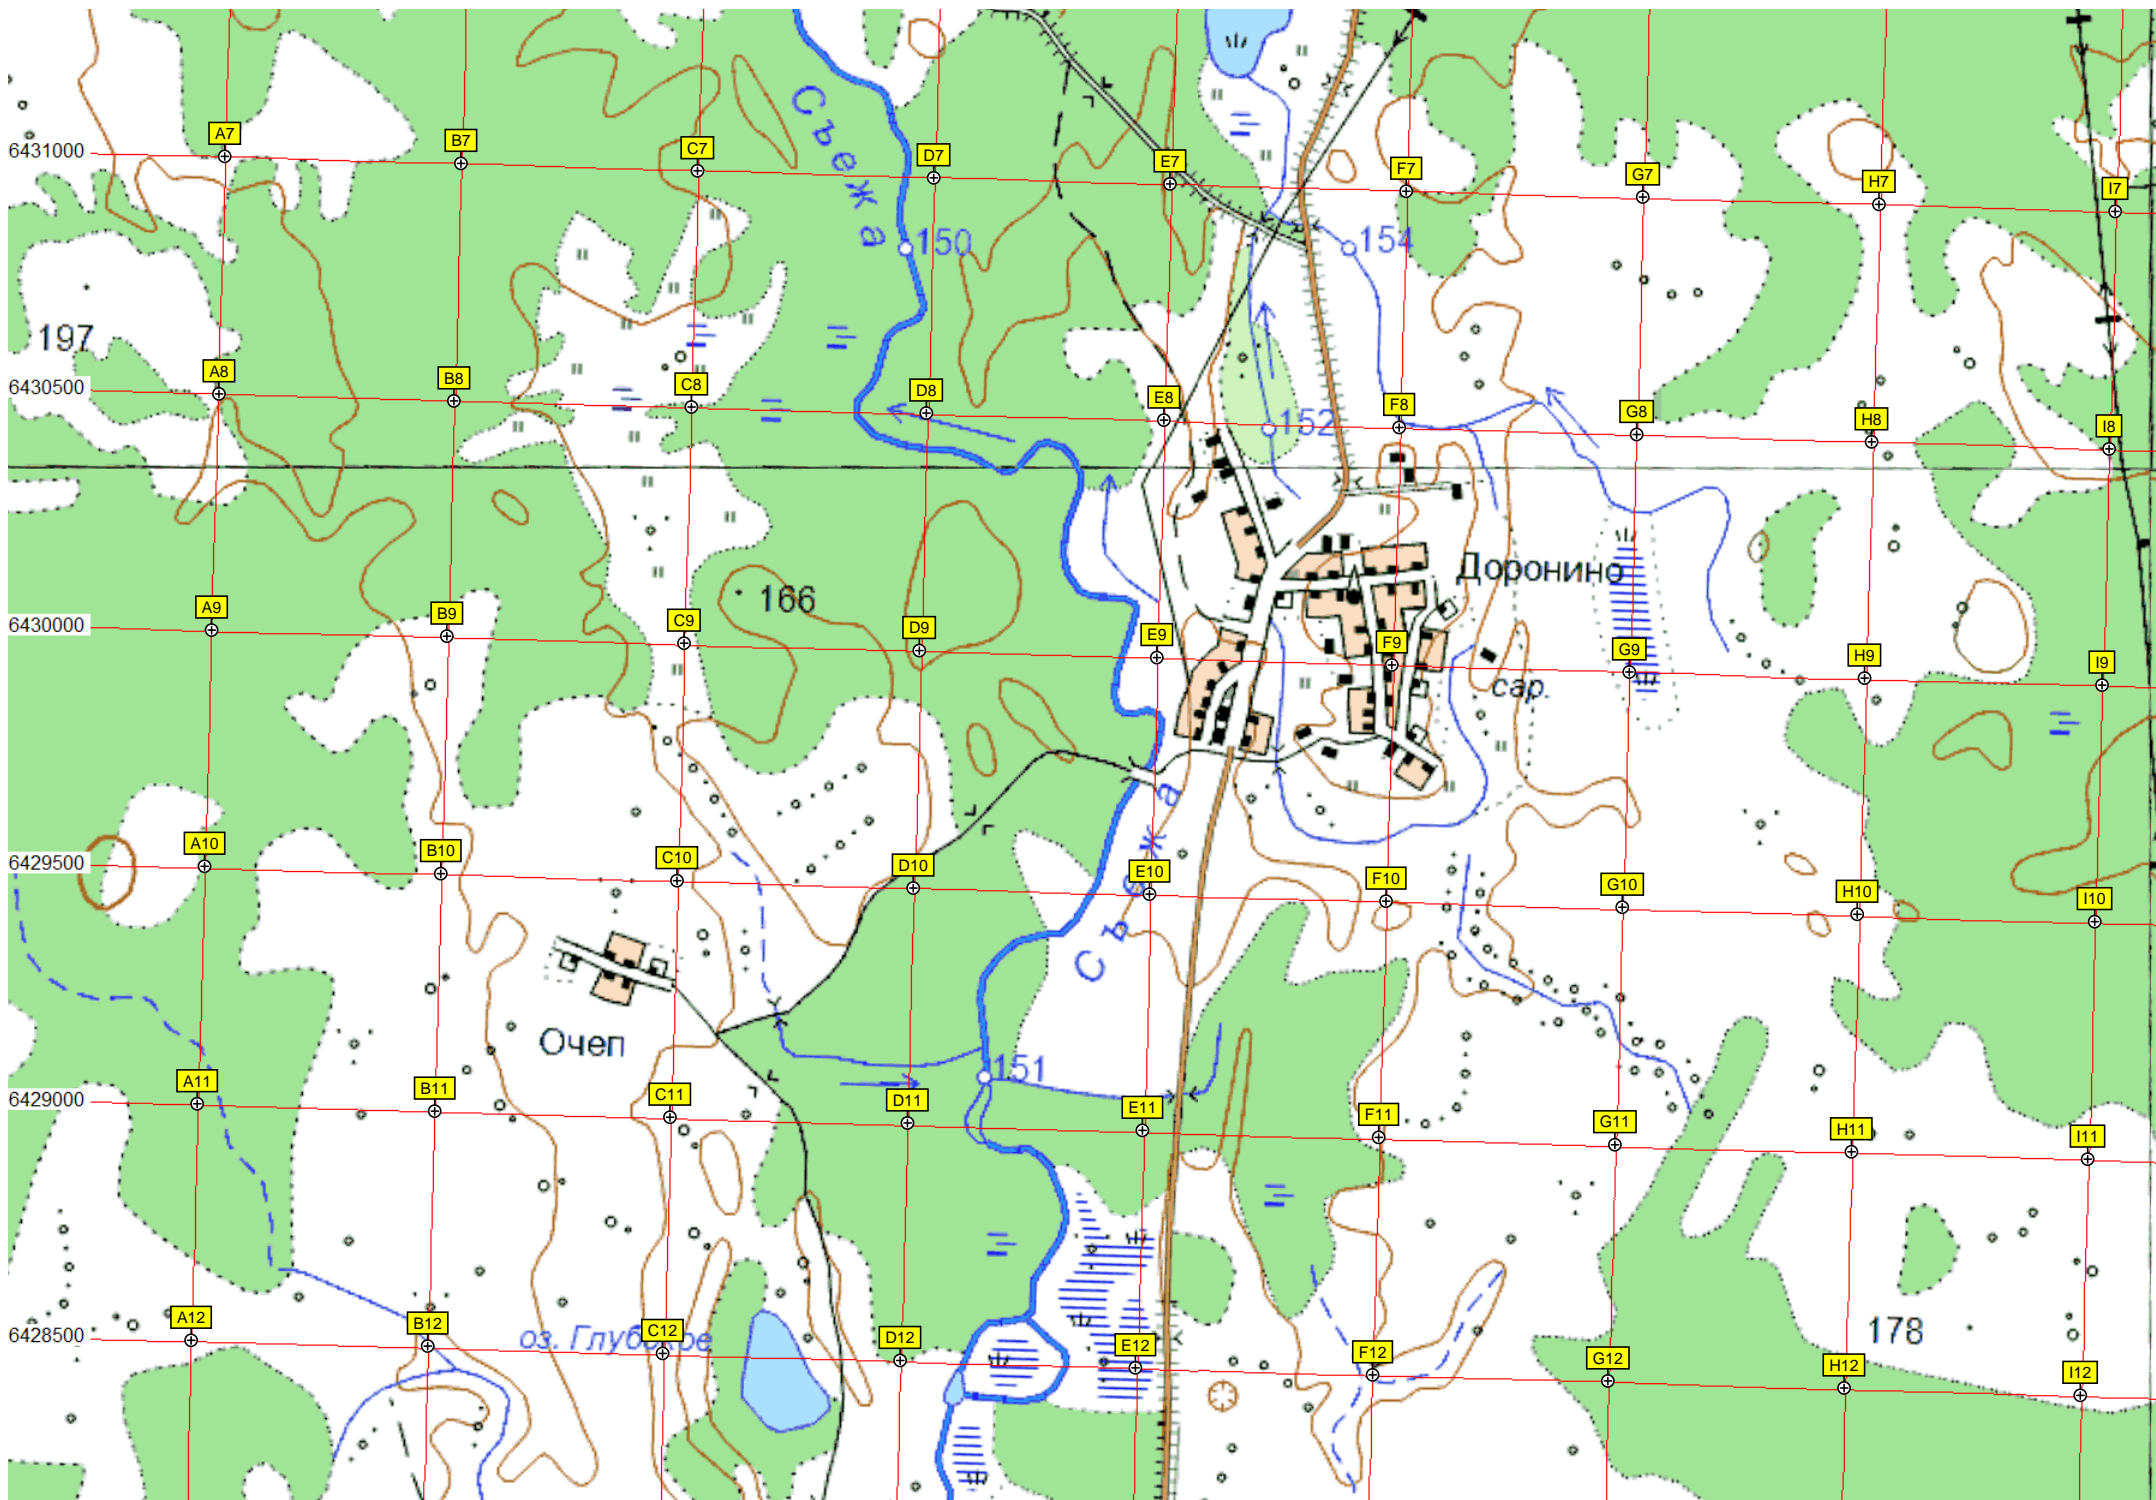 Съежа
A7 B7 C7 D7 E7 F7 G7 H7 I7
6431000
150
154
197
A8 B8 C8 D8 E8 F8 G8 H8 I8
6430500
152
Доронино
166
A9 B9 C9 D9 E9 F9 G9 H9 I9
6430000
сар.
Съежа
A10 B10 C10 D10 E10 F10 G10 H10 I10
6429500
Очеп
151
A11 B11 C11 D11 E11 F11 G11 H11 I11
6429000
178
A12 B12 C12 D12 E12 F12 G12 H12 I12
6428500
оз. Глубокое